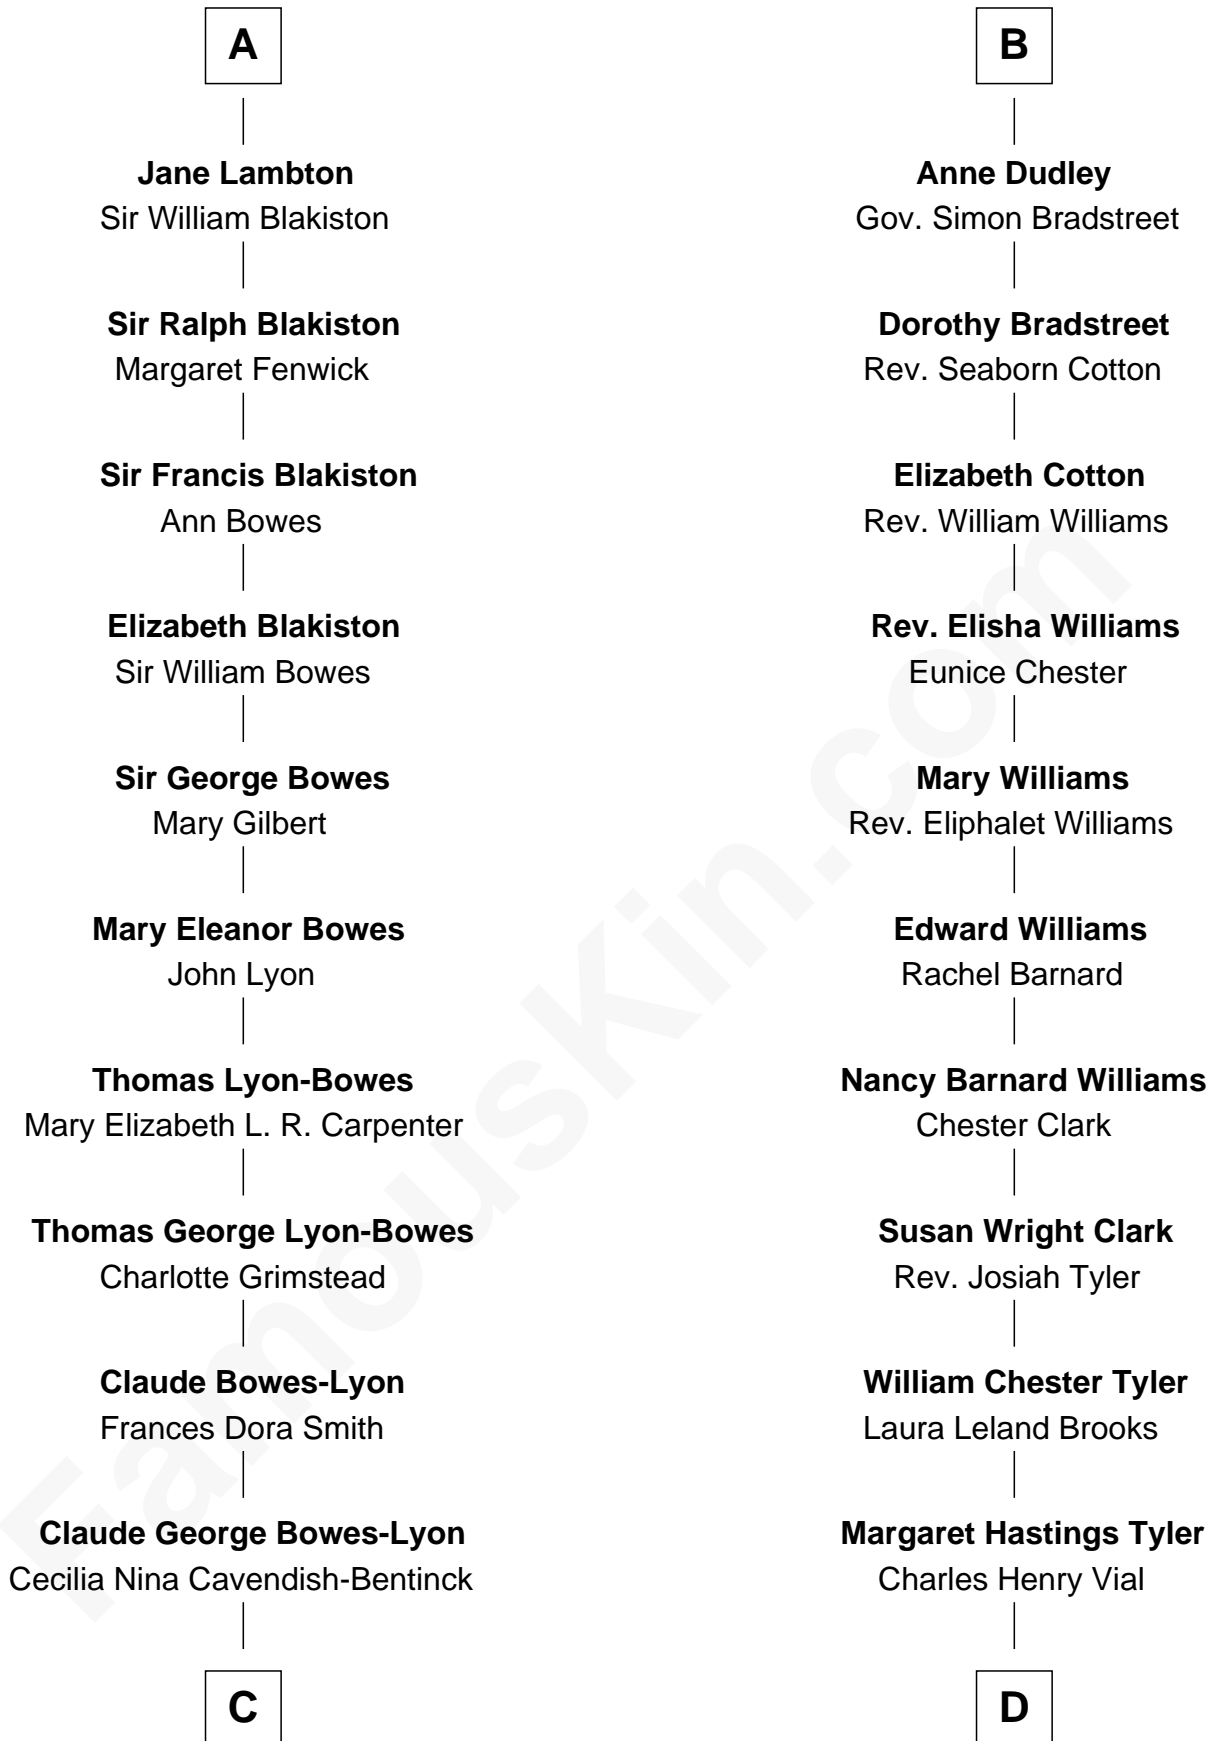 A
Jane Lambton
Sir William Blakiston
Sir Ralph Blakiston
Margaret Fenwick
Sir Francis Blakiston
Ann Bowes
Elizabeth Blakiston
Sir William Bowes
Sir George Bowes
Mary Gilbert
Mary Eleanor Bowes
John Lyon
Thomas Lyon-Bowes
Mary Elizabeth L. R. Carpenter
Thomas George Lyon-Bowes
Charlotte Grimstead
Claude Bowes-Lyon
Frances Dora Smith
Claude George Bowes-Lyon
Cecilia Nina Cavendish-Bentinck
C
B
Anne Dudley
Gov. Simon Bradstreet
Dorothy Bradstreet
Rev. Seaborn Cotton
Elizabeth Cotton
Rev. William Williams
Rev. Elisha Williams
Eunice Chester
Mary Williams
Rev. Eliphalet Williams
Edward Williams
Rachel Barnard
Nancy Barnard Williams
Chester Clark
Susan Wright Clark
Rev. Josiah Tyler
William Chester Tyler
Laura Leland Brooks
Margaret Hastings Tyler
Charles Henry Vial
D
FamousKin.com